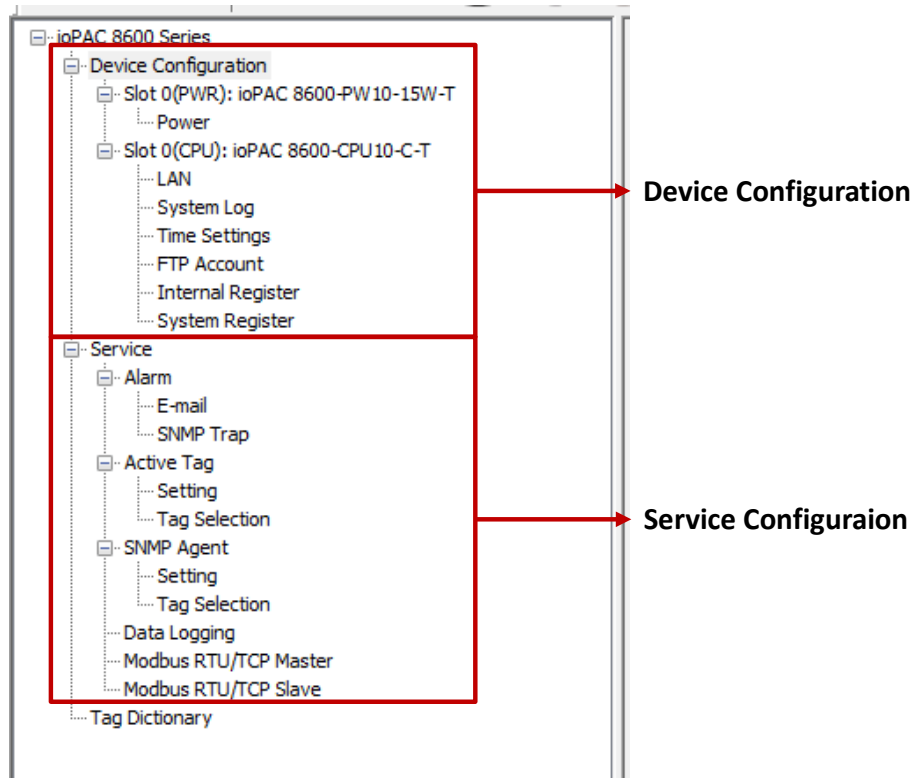 ioPAC 8600 Series
Device Configuration
Slot 0(PWR): ioPAC 8600-PW10-15W-T
Power
Slot 0(CPU): ioPAC 8600-CPU10-C-T
LAN
System Log
Time Settings
FTP Account
Internal Register
System Register
Service
Alarm
E-mail
SNMP Trap
Active Tag
Setting
Tag Selection
SNMP Agent
Setting
Tag Selection
Data Logging
Modbus RTU/TCP Master
Modbus RTU/TCP Slave
Tag Dictionary
Device Configuration
Service Configuraion